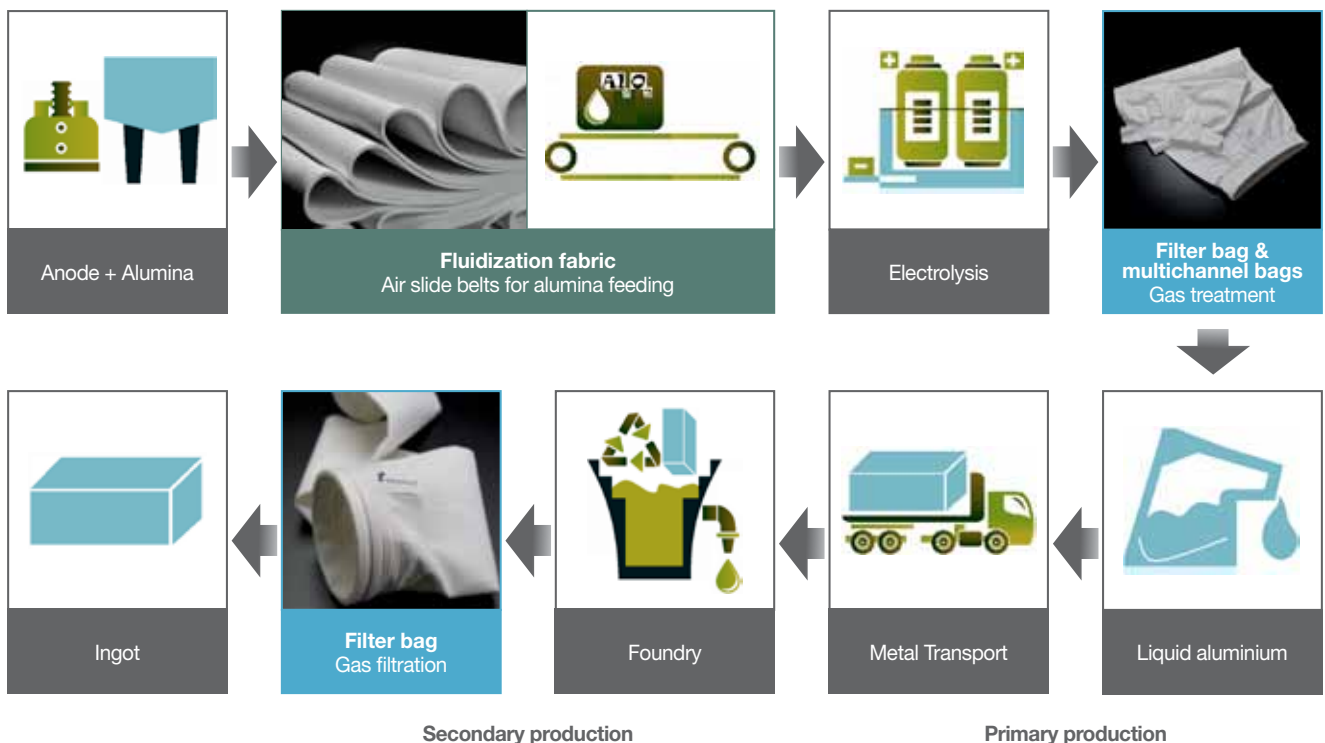 Anode + Alumina
Fluidization fabric
Air slide belts for alumina feeding
Al₂O₃
Electrolysis
Filter bag &
multichannel bags
Gas treatment
Ingot
Filter bag
Gas filtration
Foundry
Metal Transport
Liquid aluminium
Secondary production
Primary production